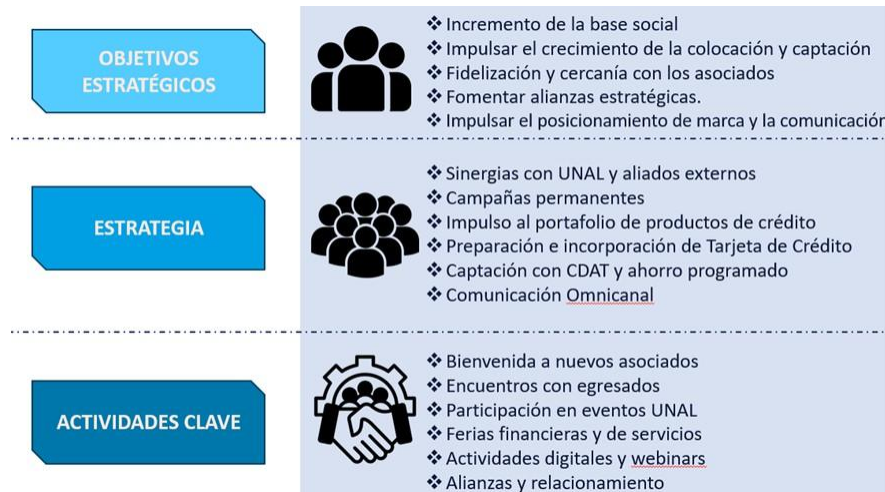 OBJETIVOS
ESTRATÉGICOS
❖ Incremento de la base social
❖ Impulsar el crecimiento de la colocación y captación
❖ Fidelización y cercanía con los asociados
❖ Fomentar alianzas estratégicas.
❖ Impulsar el posicionamiento de marca y la comunicación
ESTRATEGIA
❖ Sinergias con UNAL y aliados externos
❖ Campañas permanentes
❖ Impulso al portafolio de productos de crédito
❖ Preparación e incorporación de Tarjeta de Crédito
❖ Captación con CDAT y ahorro programado
❖ Comunicación Omnicanal
ACTIVIDADES CLAVE
❖ Bienvenida a nuevos asociados
❖ Encuentros con egresados
❖ Participación en eventos UNAL
❖ Ferias financieras y de servicios
❖ Actividades digitales y webinars
❖ Alianzas y relacionamiento